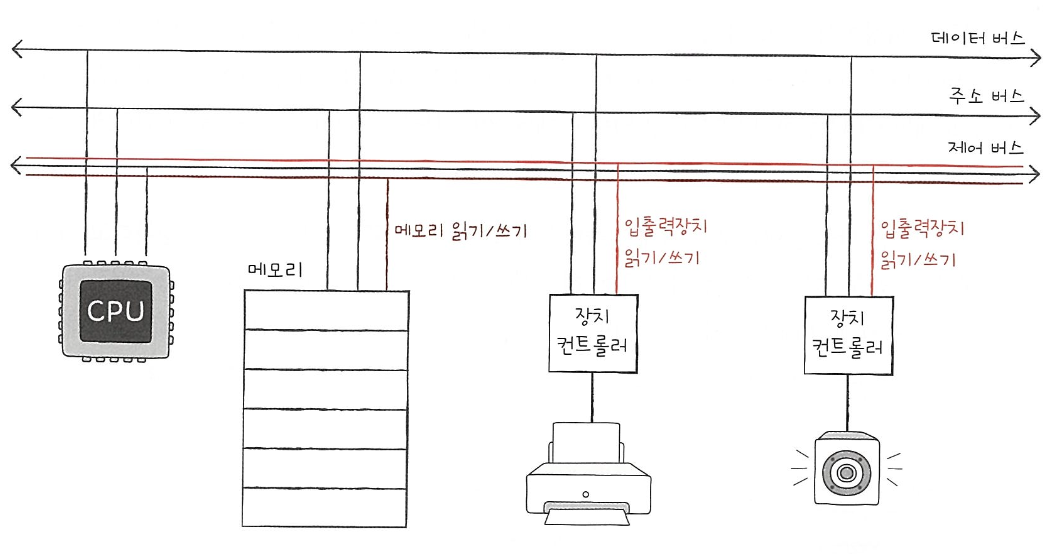 데이터 버스
주소 버스
제어 버스
메모리 읽기/쓰기
입출력장치
읽기/쓰기
입출력장치
읽기/쓰기
메모리
CPU
장치
컨트롤러
장치
컨트롤러